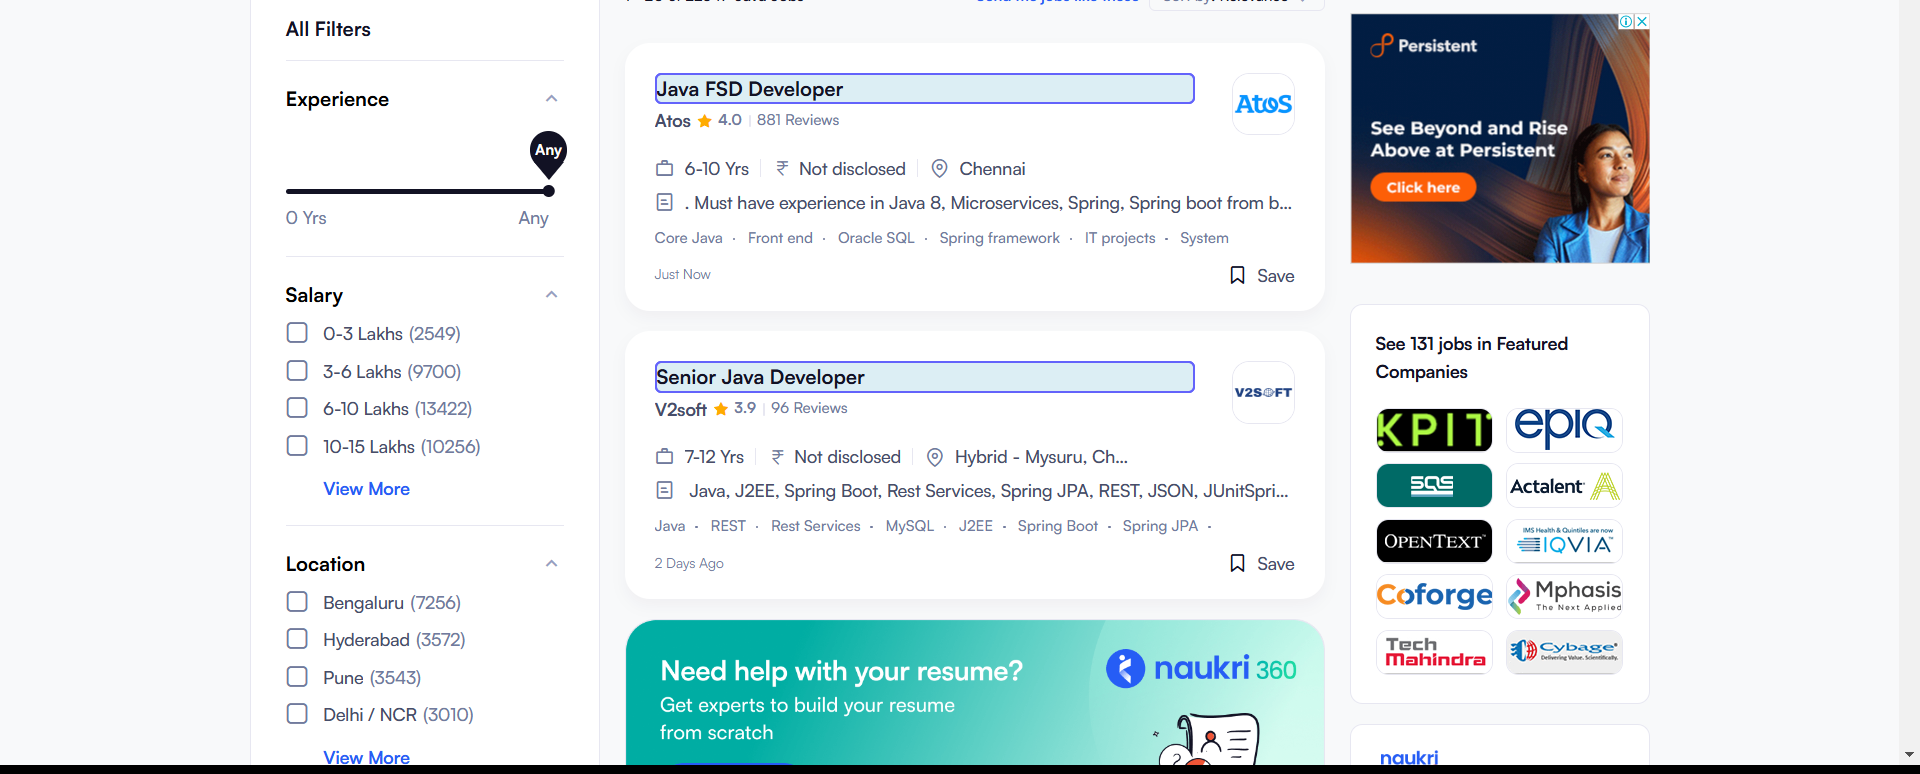 All Filters
Experience
Any
0 Yrs
Any
Salary
0-3 Lakhs (2549)
3-6 Lakhs (9700)
6-10 Lakhs (13422)
10-15 Lakhs (10256)
View More
Location
Bengaluru (7256)
Hyderabad (3572)
Pune (3543)
Delhi / NCR (3010)
View More
Java FSD Developer
Atos 4.0 | 881 Reviews
Atos
6-10 Yrs
₹ Not disclosed
Chennai
. Must have experience in Java 8, Microservices, Spring, Spring boot from b...
Core Java · Front end · Oracle SQL · Spring framework · IT projects · System
Just Now
Save
Senior Java Developer
V2soft 3.9 | 96 Reviews
V2SOFT
7-12 Yrs
₹ Not disclosed
Hybrid - Mysuru, Ch...
Java, J2EE, Spring Boot, Rest Services, Spring JPA, REST, JSON, JUnitSpri...
Java · REST · Rest Services · MySQL · J2EE · Spring Boot · Spring JPA ·
2 Days Ago
Save
Need help with your resume?
Get experts to build your resume
from scratch
naukri 360
Persistent
See Beyond and Rise
Above at Persistent
Click here
See 131 jobs in Featured
Companies
KPIT
epiq
SQS
Actalent
OPENTEXT™
IMS Health & Quintiles are now
IQVIA™
Coforge
Mphasis
The Next Applied
Tech
Mahindra
Cybage®
Delivering Value. Scientifically.
naukri